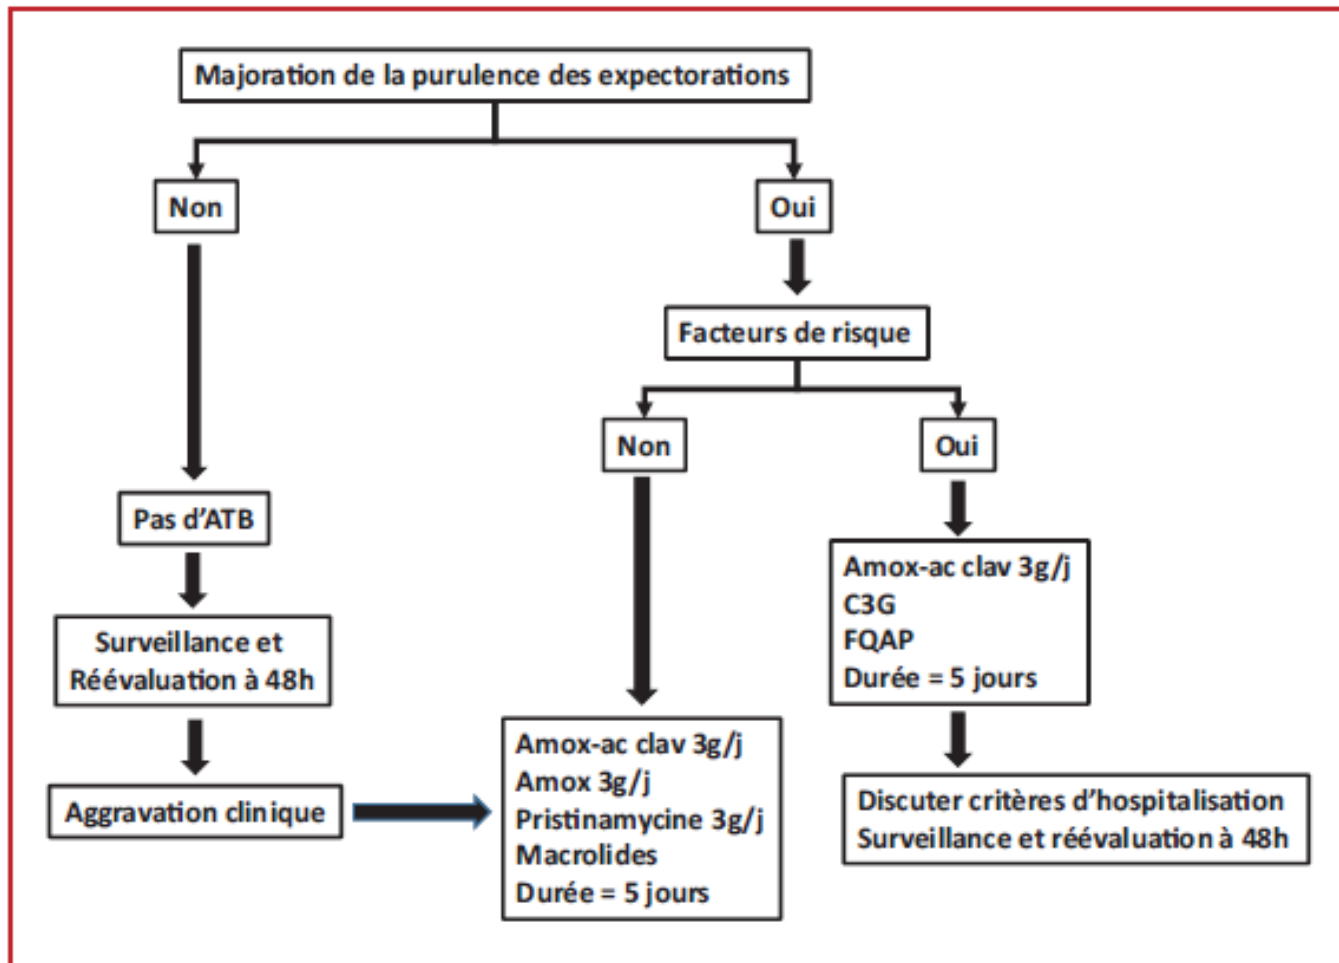 Majoration de la purulence des expectorations
Non
Oui
Facteurs de risque
Non
Oui
Pas d'ATB
Amox-ac clav 3g/j
C3G
FQAP
Durée = 5 jours
Surveillance et
Réévaluation à 48h
Amox-ac clav 3g/j
Amox 3g/j
Pristinamycine 3g/j
Macrolides
Durée = 5 jours
Aggravation clinique
Discuter critères d'hospitalisation
Surveillance et réévaluation à 48h